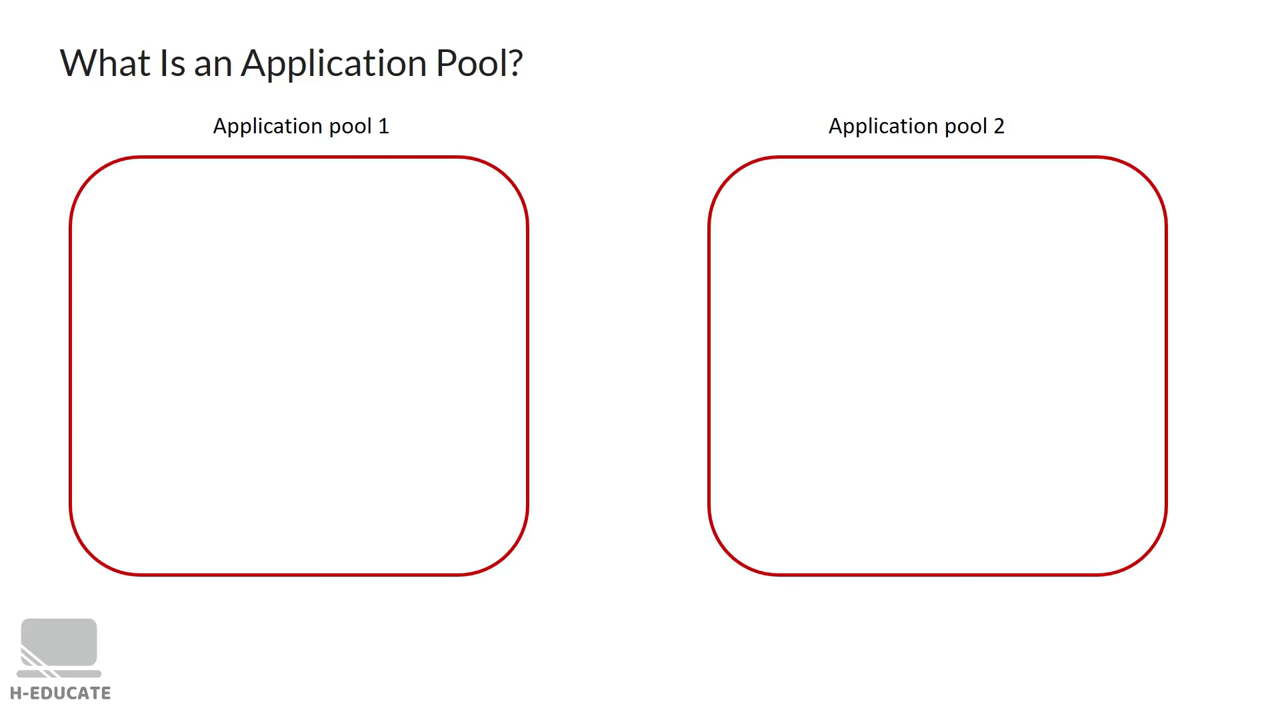 What Is an Application Pool?
Application pool 1
Application pool 2
H-EDUCATE